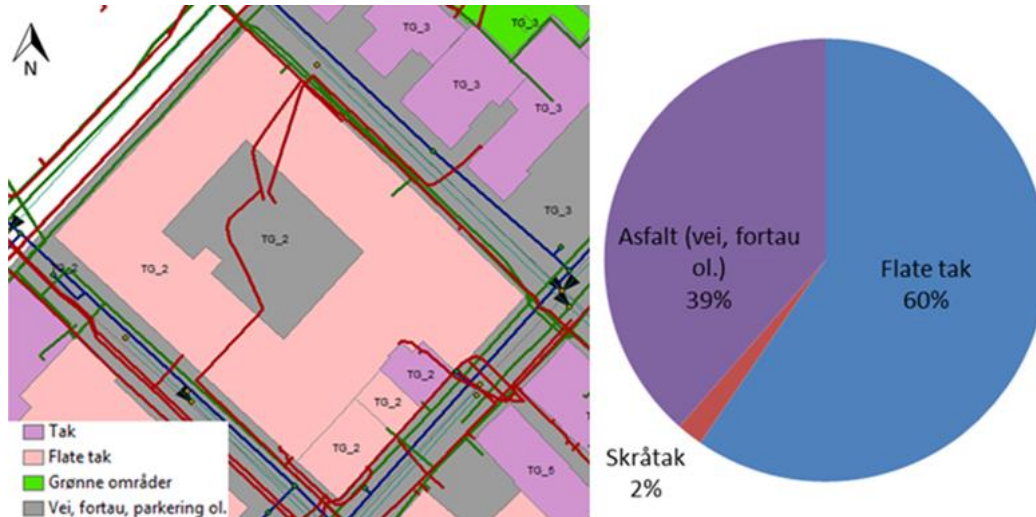 N
TG_3
TG_3
TG_3
TG_3
TG_3
TG_2
TG_2
TG_2
TG_2
TG_2
TG_5
Tak
Flate tak
Grønne områder
Vei, fortau, parkering ol.
Asfalt (vei, fortau
ol.)
39%
Flate tak
60%
Skråtak
2%